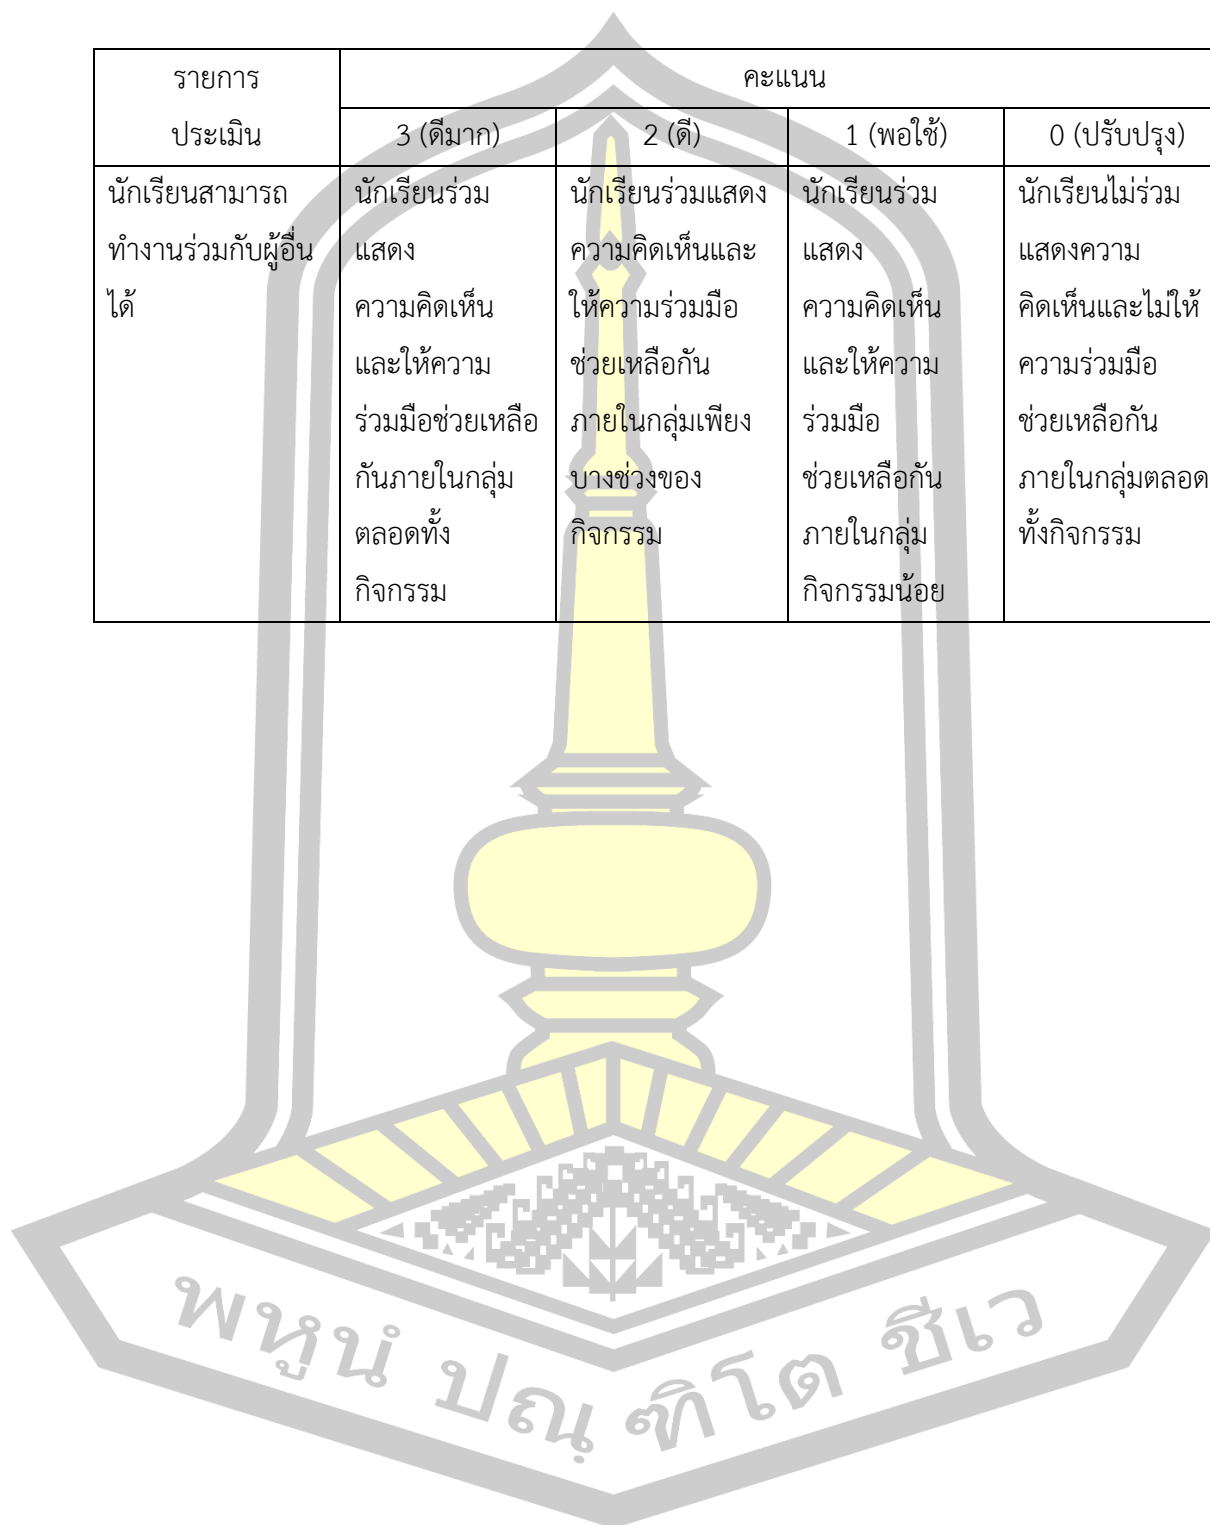 รายการ
ประเมิน
คะแนน
3 (ดีมาก)
2 (ดี)
1 (พอใช้)
0 (ปรับปรุง)
นักเรียนสามารถ
ทำงานร่วมกับผู้อื่น
ได้
นักเรียนร่วม
แสดง
ความคิดเห็น
และให้ความ
ร่วมมือช่วยเหลือ
กันภายในกลุ่ม
ตลอดทั้ง
กิจกรรม
นักเรียนร่วมแสดง
ความคิดเห็นและ
ให้ความร่วมมือ
ช่วยเหลือกัน
ภายในกลุ่มเพียง
บางช่วงของ
กิจกรรม
นักเรียนร่วม
แสดง
ความคิดเห็น
และให้ความ
ร่วมมือ
ช่วยเหลือกัน
ภายในกลุ่ม
กิจกรรมน้อย
นักเรียนไม่ร่วม
แสดงความ
คิดเห็นและไม่ให้
ความร่วมมือ
ช่วยเหลือกัน
ภายในกลุ่มตลอด
ทั้งกิจกรรม
พหูนํ ปณฺฑิโต ชีเว